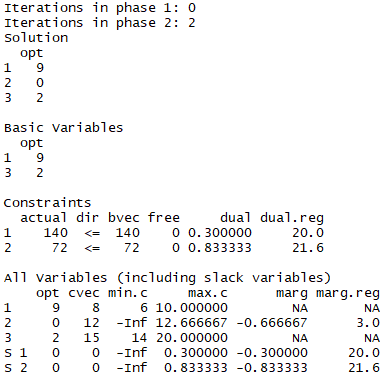 Iterations in phase 1: 0
Iterations in phase 2: 2
Solution
  opt
1   9
2   0
3   2

Basic Variables
  opt
1   9
3   2

Constraints
  actual dir bvec free     dual dual.reg
1    140  <=  140    0 0.300000     20.0
2     72  <=   72    0 0.833333     21.6

All Variables (including slack variables)
    opt cvec min.c     max.c      marg marg.reg
1     9    8     6 10.000000        NA       NA
2     0   12  -Inf 12.666667 -0.666667      3.0
3     2   15    14 20.000000        NA       NA
S 1   0    0  -Inf  0.300000 -0.300000     20.0
S 2   0    0  -Inf  0.833333 -0.833333     21.6